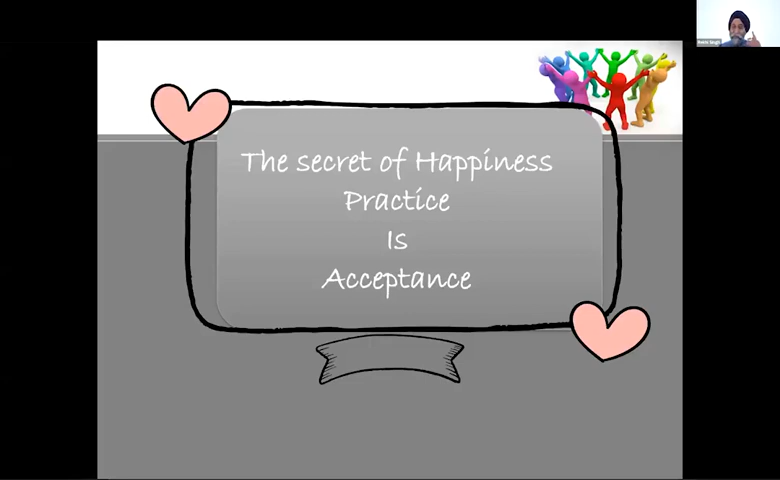 The secret of Happiness
Practice
Is
Acceptance